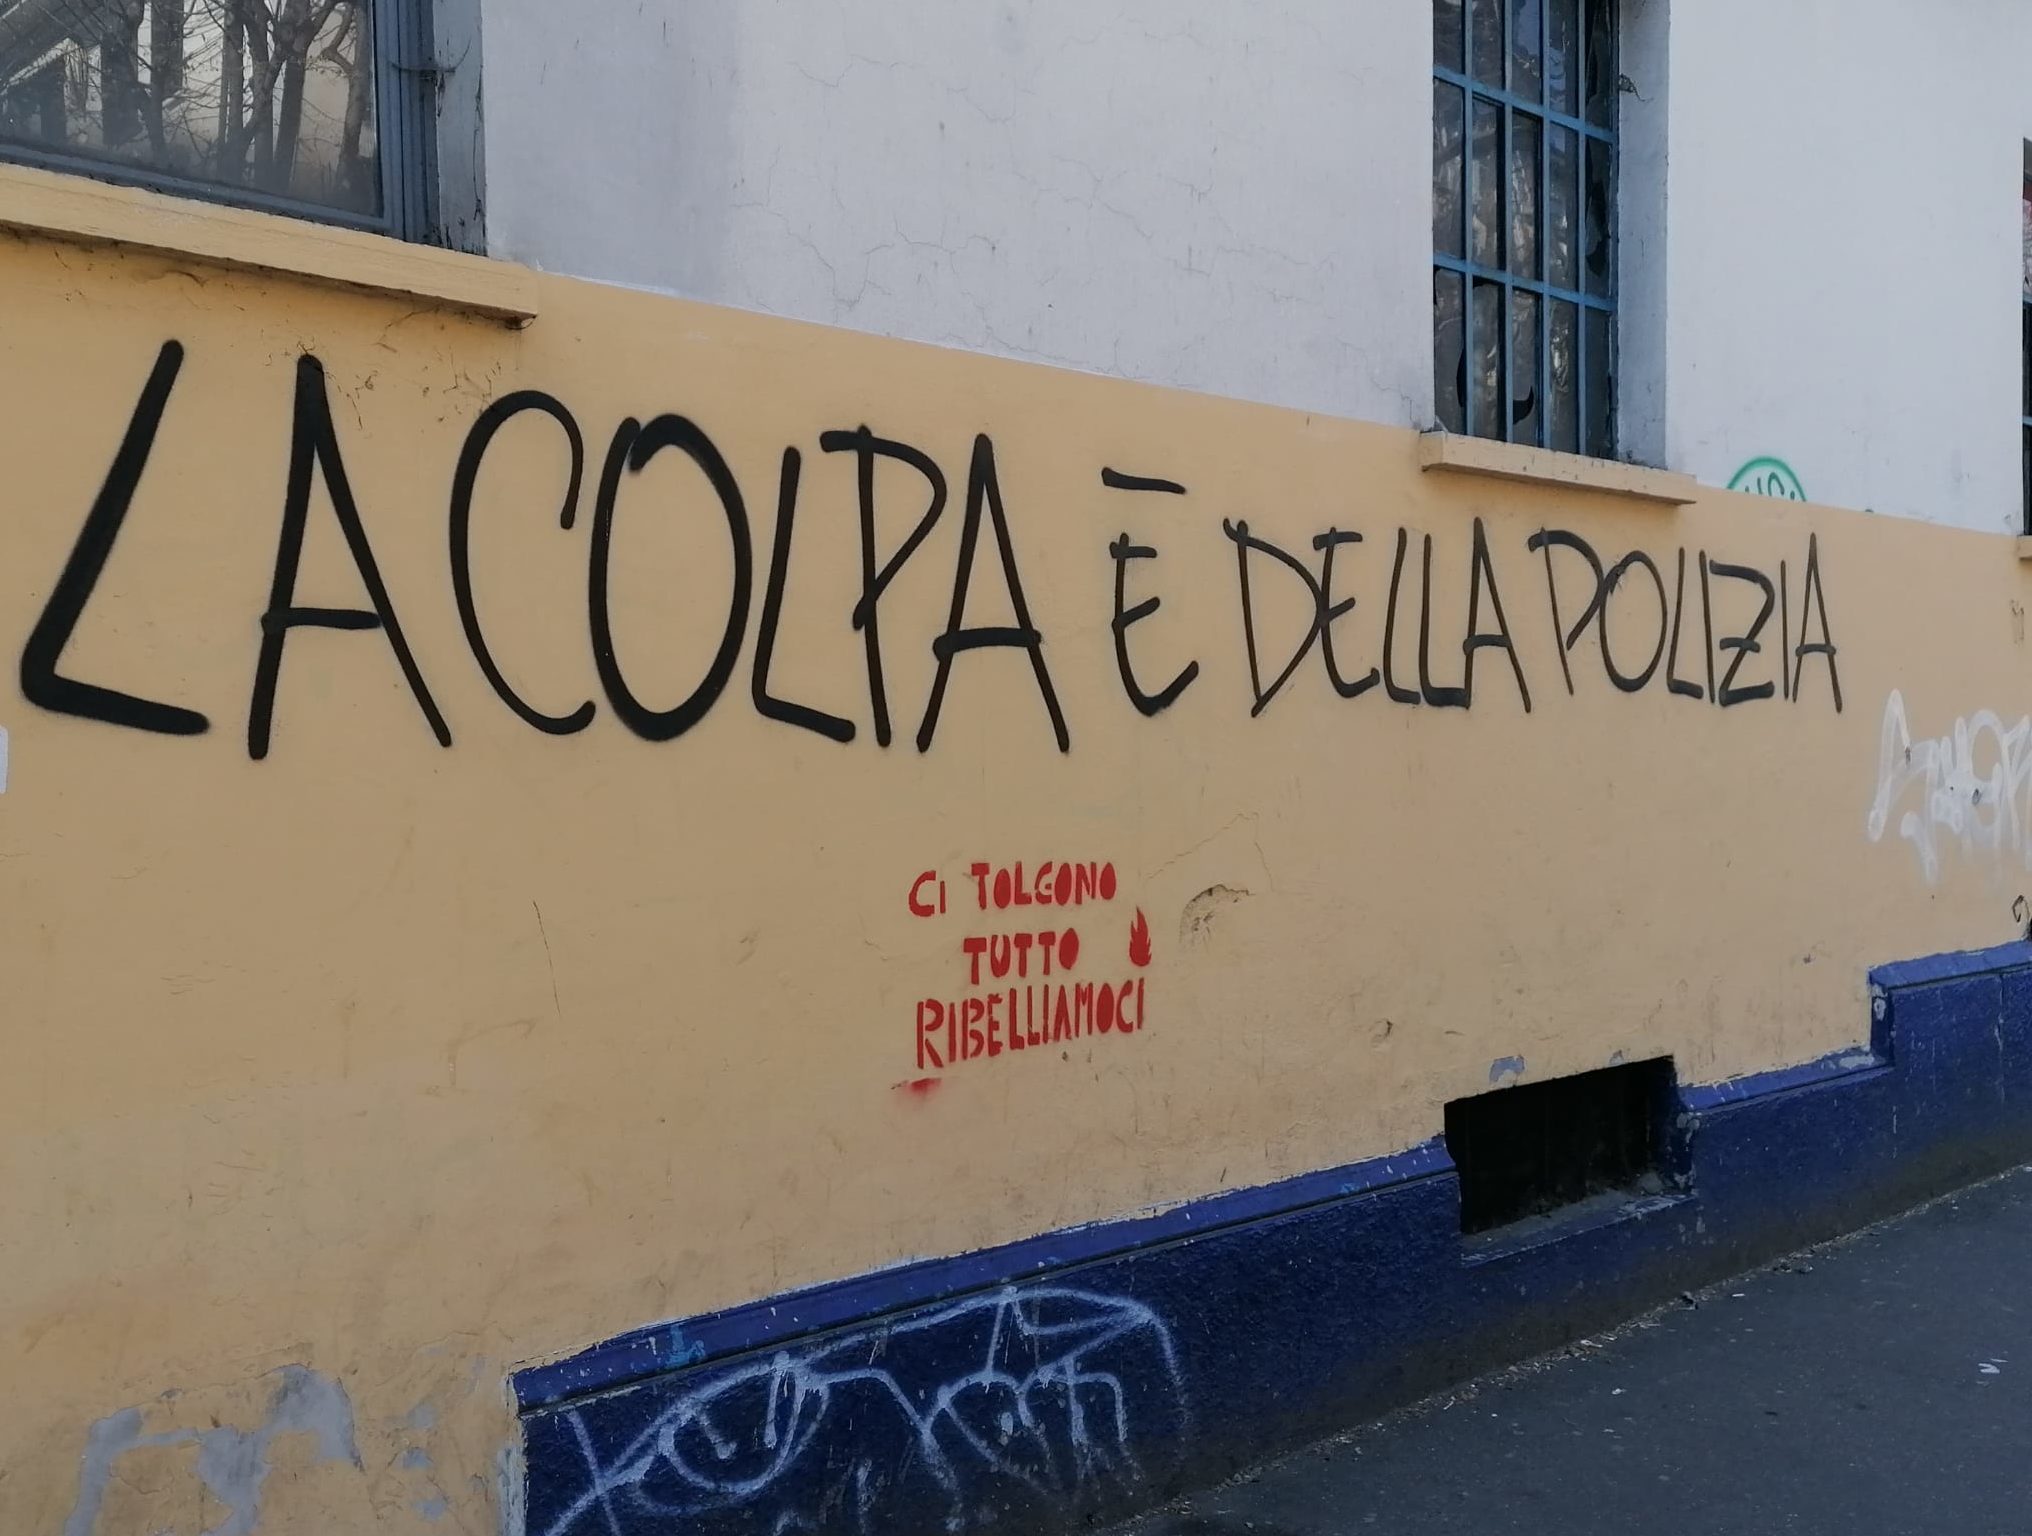 LA COLPA È DELLA POLIZIA
CI TOLGONO
TUTTO
RIBELLIAMOCI